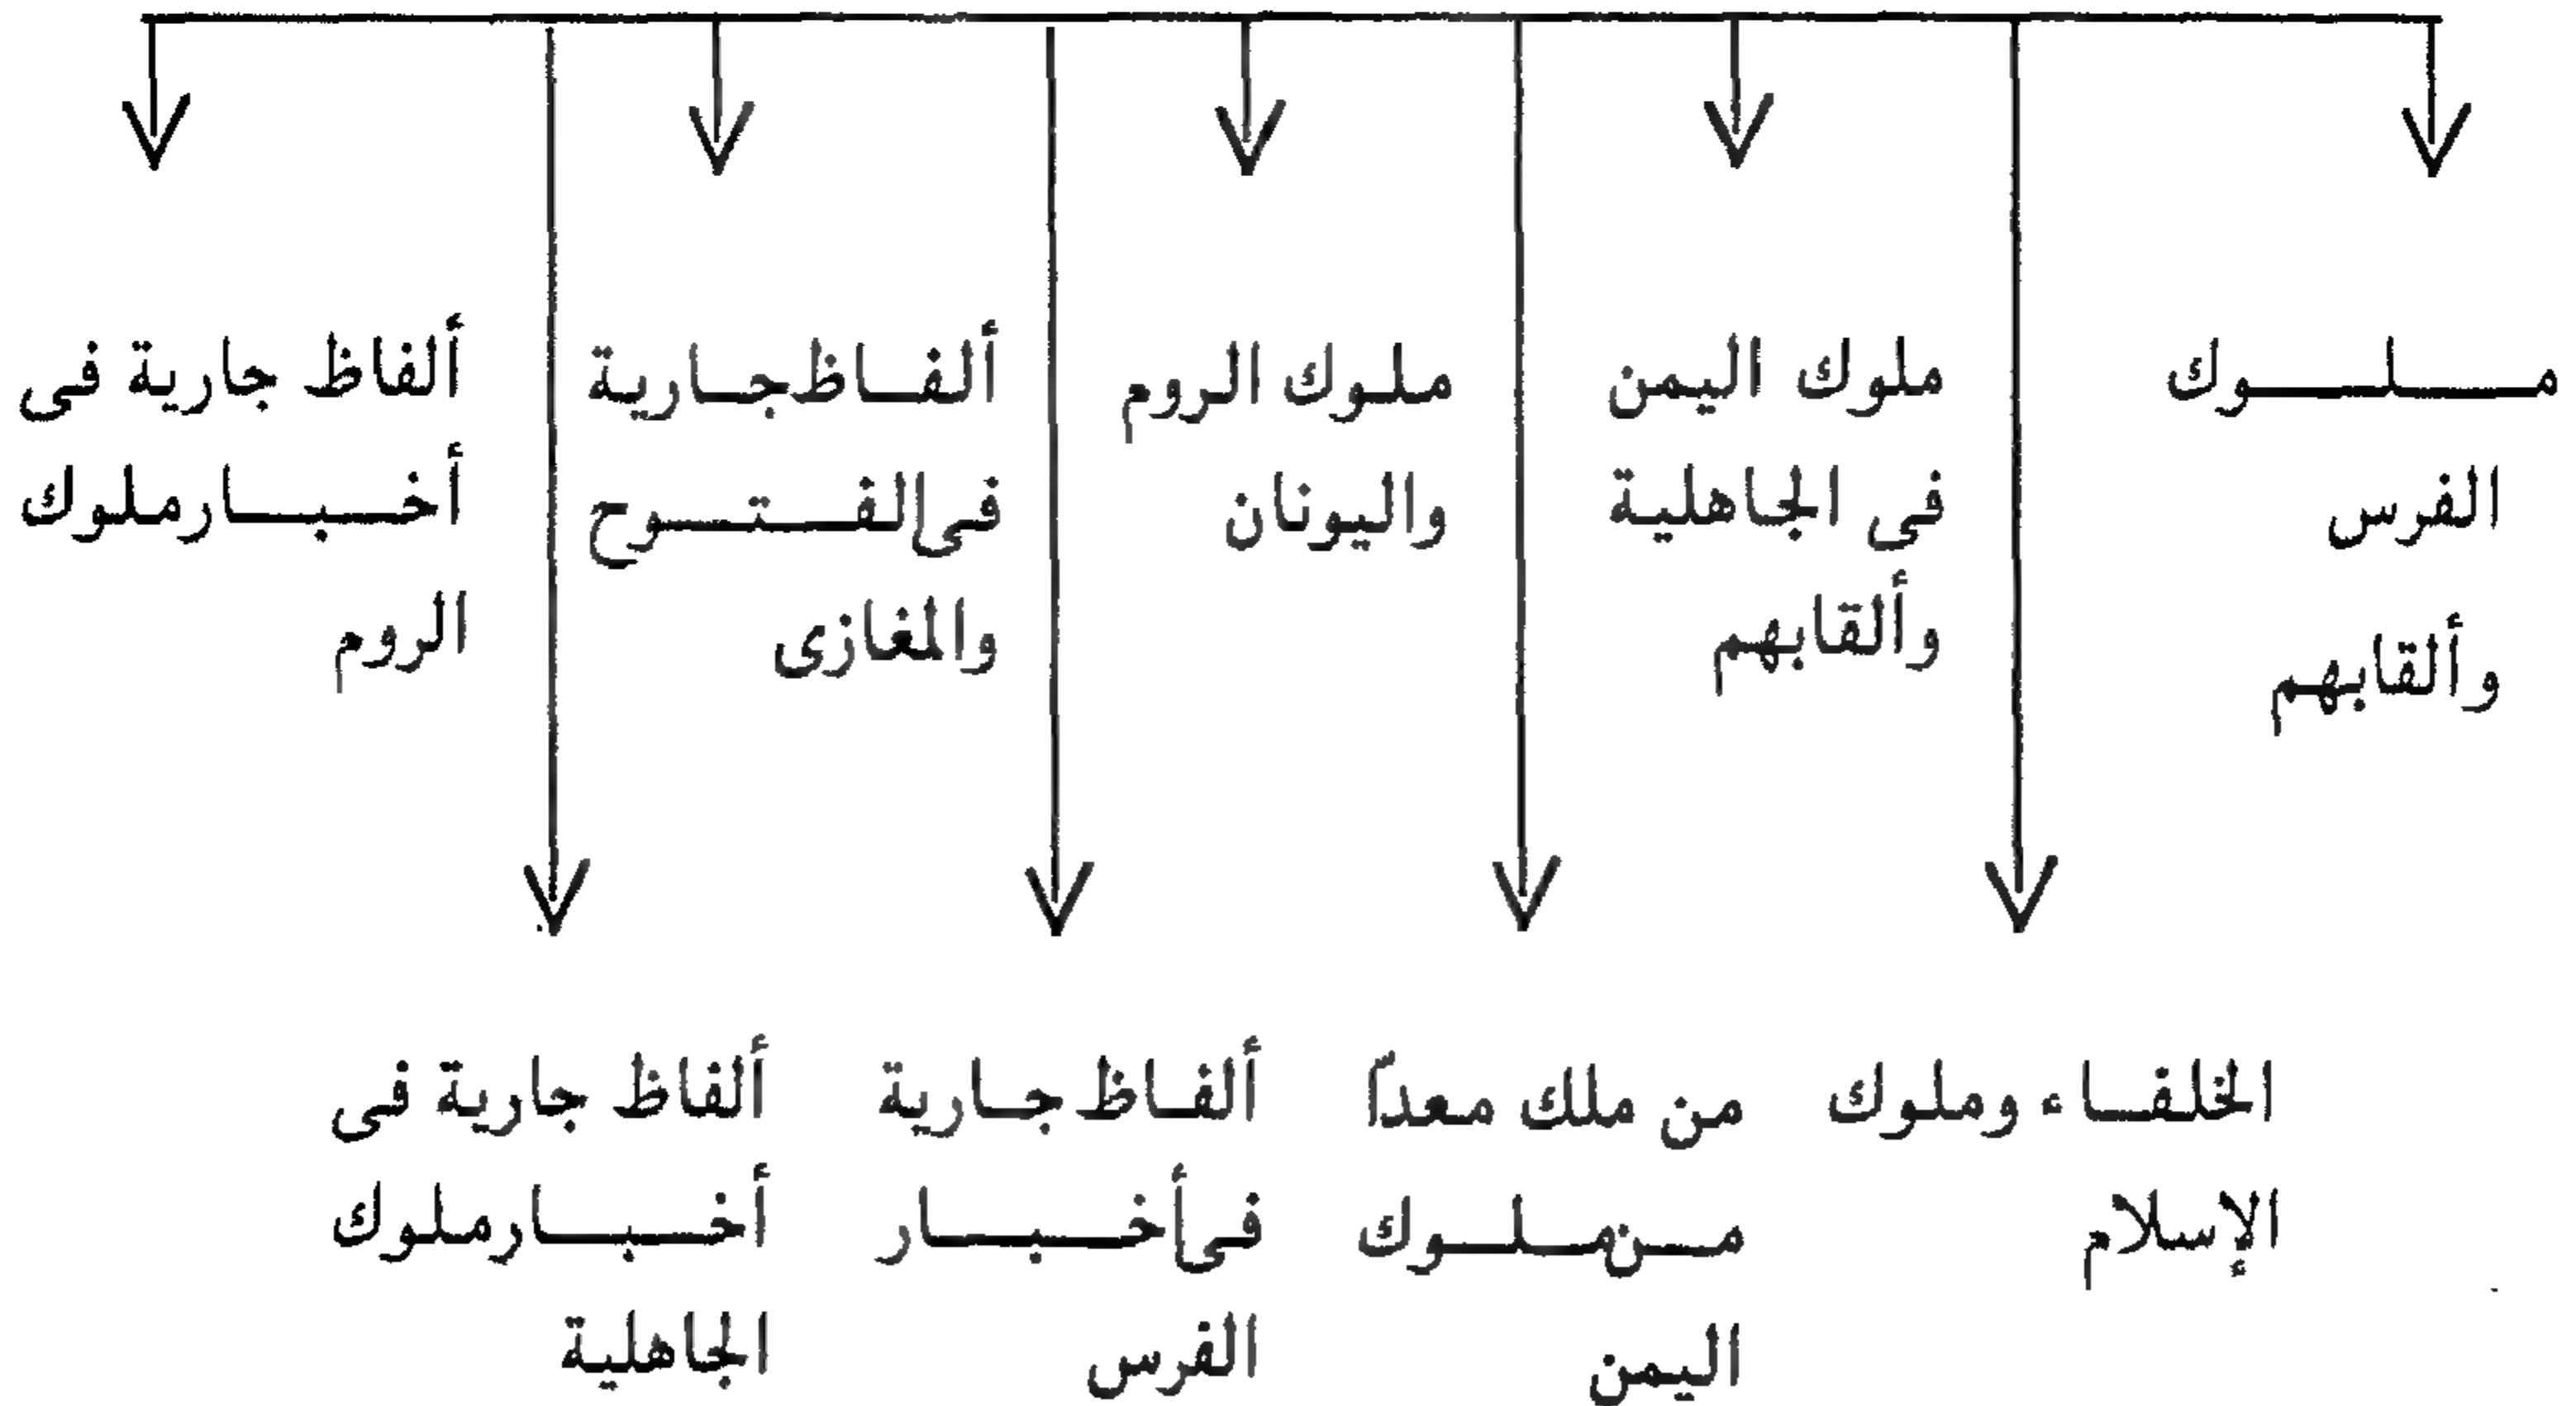 ملوك
الفرس
وألقابهم
الخلفاء وملوك
الإسلام
ملوك اليمن
فى الجاهلية
وألقابهم
من ملك معدّا
من ملوك
اليمن
ملوك الروم
واليونان
ألفاظ جارية
فى أخبار
الفرس
ألفاظ جارية
فى الفتوح
والمغازى
ألفاظ جارية فى
أخبار ملوك
الجاهلية
ألفاظ جارية فى
أخبار ملوك
الروم